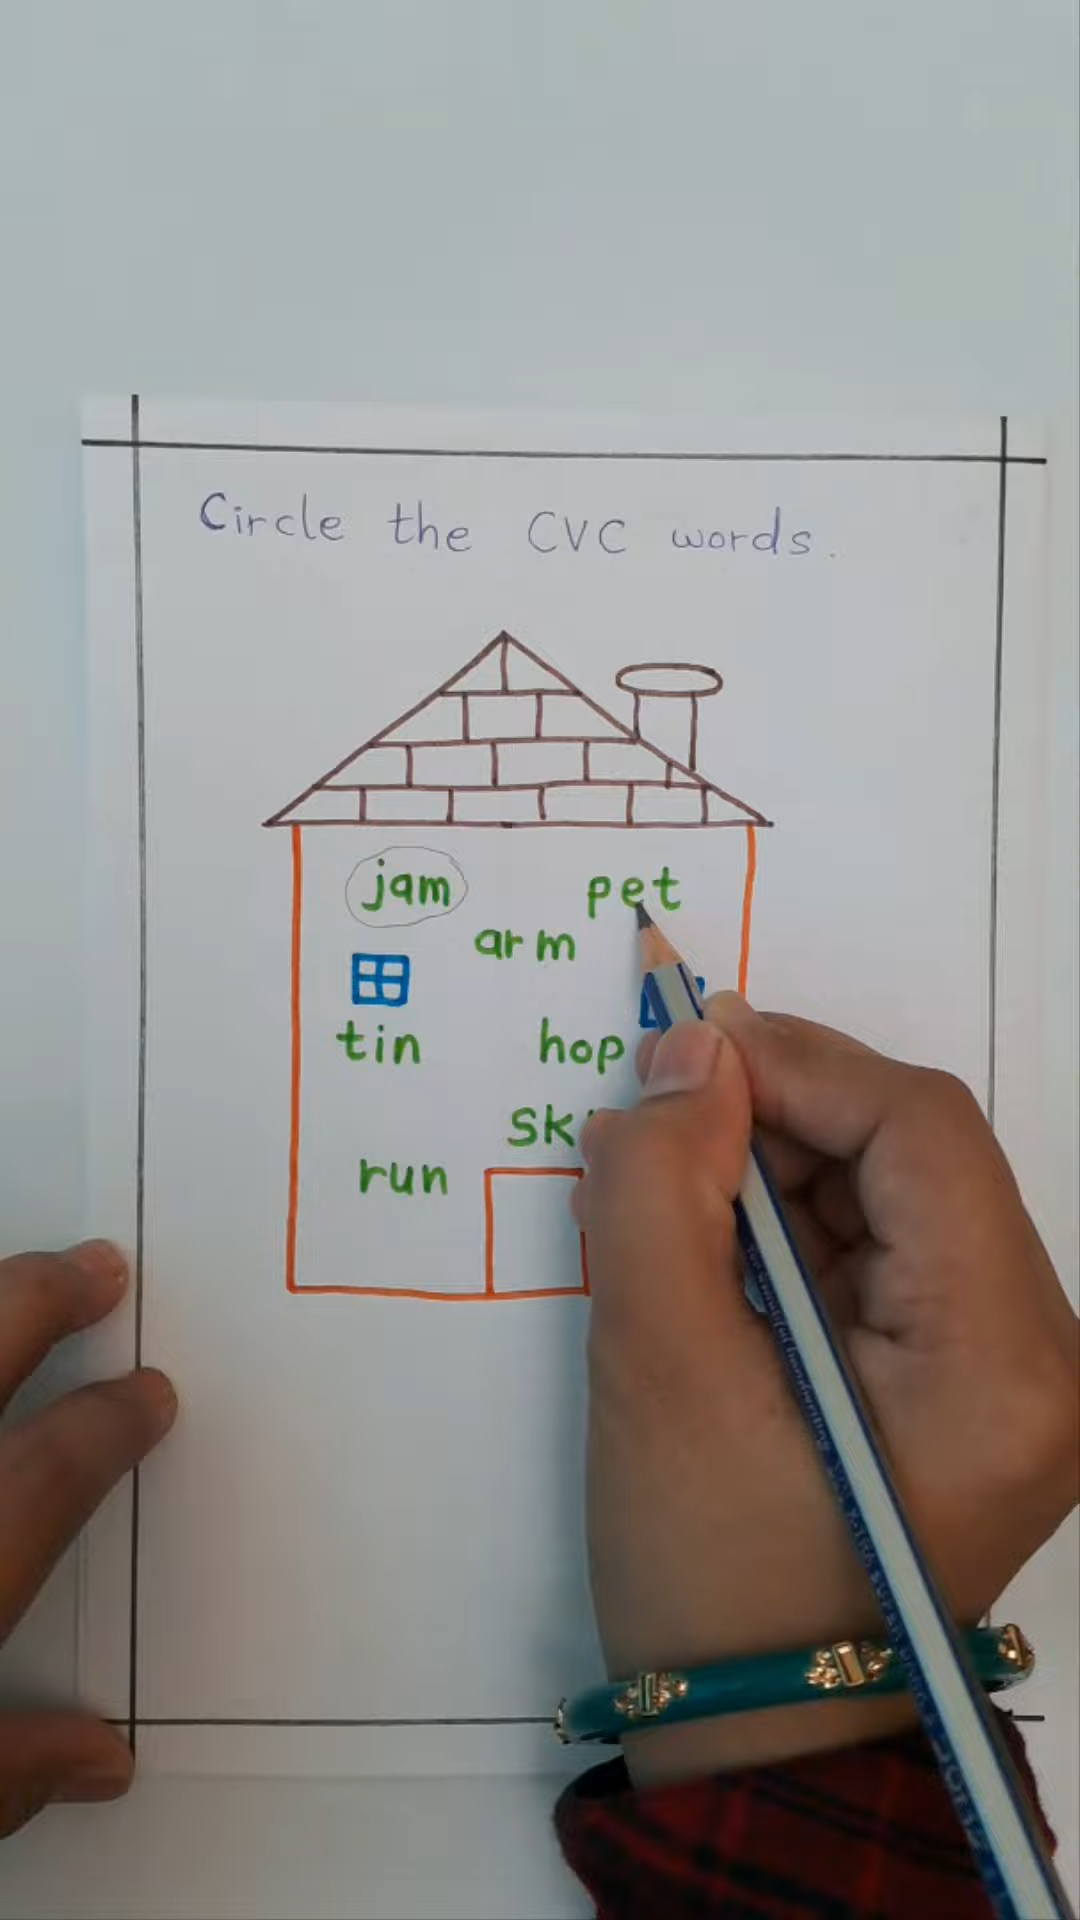 Circle the CVC words.
jam
pet
arm
tin
hop
run